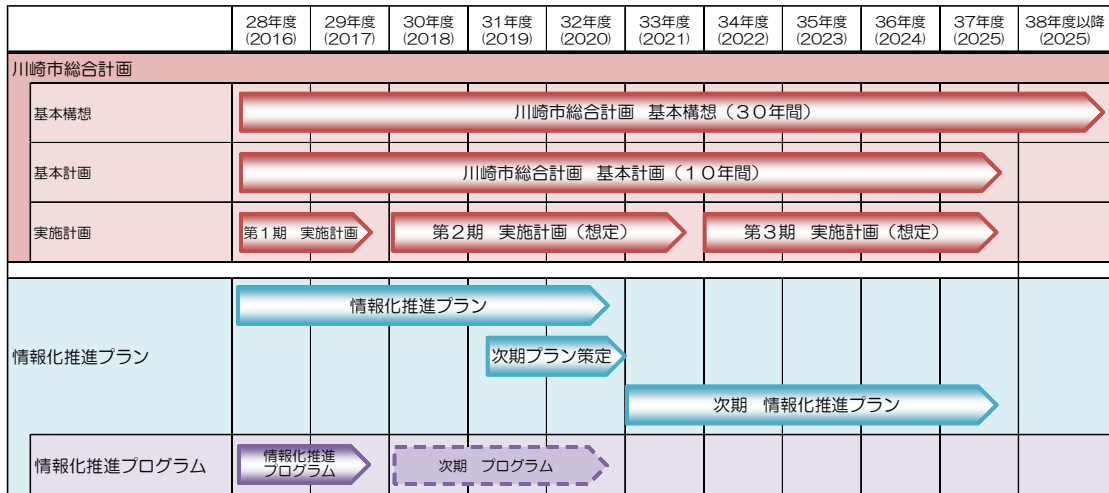 28年度 29年度 30年度 31年度 32年度 33年度 34年度 35年度 36年度 37年度 38年度以降
(2016) (2017) (2018) (2019) (2020) (2021) (2022) (2023) (2024) (2025) (2025)
川崎市総合計画
基本構想
川崎市総合計画 基本構想（30年間）
基本計画
川崎市総合計画 基本計画（10年間）
実施計画
第1期 実施計画
第2期 実施計画（想定）
第3期 実施計画（想定）
情報化推進プラン
情報化推進プラン
次期プラン策定
次期 情報化推進プラン
情報化推進プログラム
情報化推進
プログラム
次期 プログラム